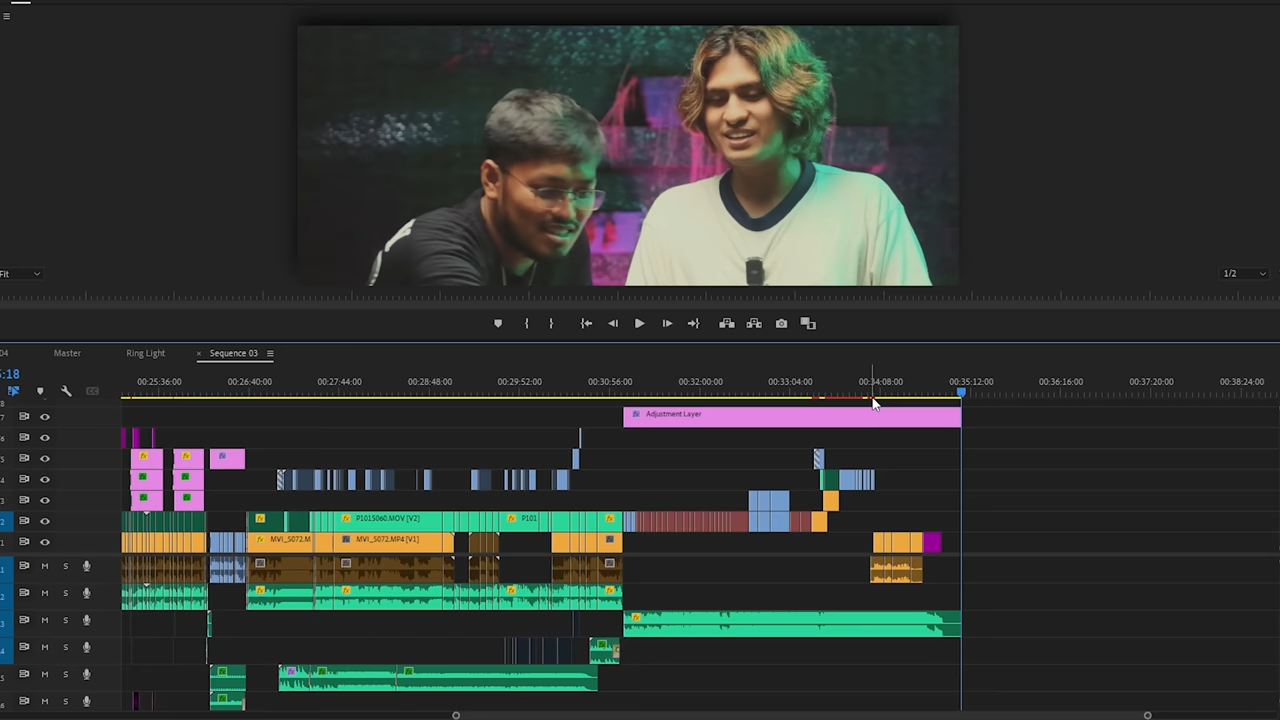 Fit
1/2
04
Master
Ring Light
× Sequence 03
5:18
00:25:36:00
00:26:40:00
00:27:44:00
00:28:48:00
00:29:52:00
00:30:56:00
00:32:00:00
00:33:04:00
00:34:08:00
00:35:12:00
00:36:16:00
00:37:20:00
00:38:24:00
Adjustment Layer
P1015060.MOV [V2]
P101
MVI_5072.M
MVI_5072.MP4 [V1]
M S
M S
M S
M S
M S
M S